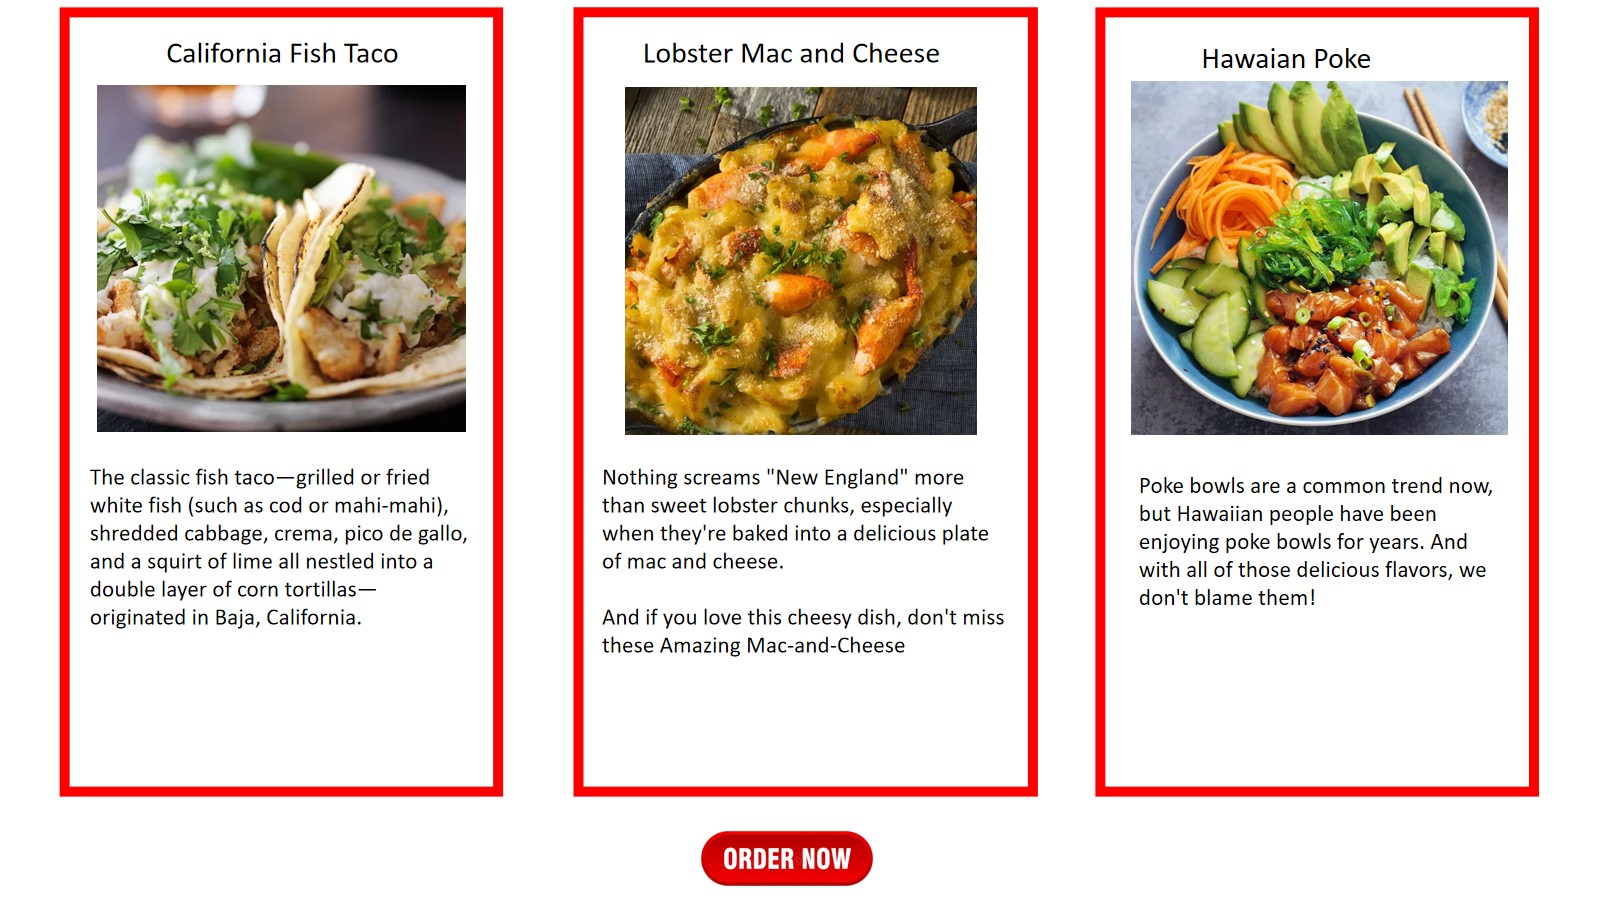 California Fish Taco
The classic fish taco—grilled or fried
white fish (such as cod or mahi-mahi),
shredded cabbage, crema, pico de gallo,
and a squirt of lime all nestled into a
double layer of corn tortillas—
originated in Baja, California.
Lobster Mac and Cheese
Nothing screams "New England" more
than sweet lobster chunks, especially
when they're baked into a delicious plate
of mac and cheese.
And if you love this cheesy dish, don't miss
these Amazing Mac-and-Cheese
Hawaian Poke
Poke bowls are a common trend now,
but Hawaiian people have been
enjoying poke bowls for years. And
with all of those delicious flavors, we
don't blame them!
ORDER NOW